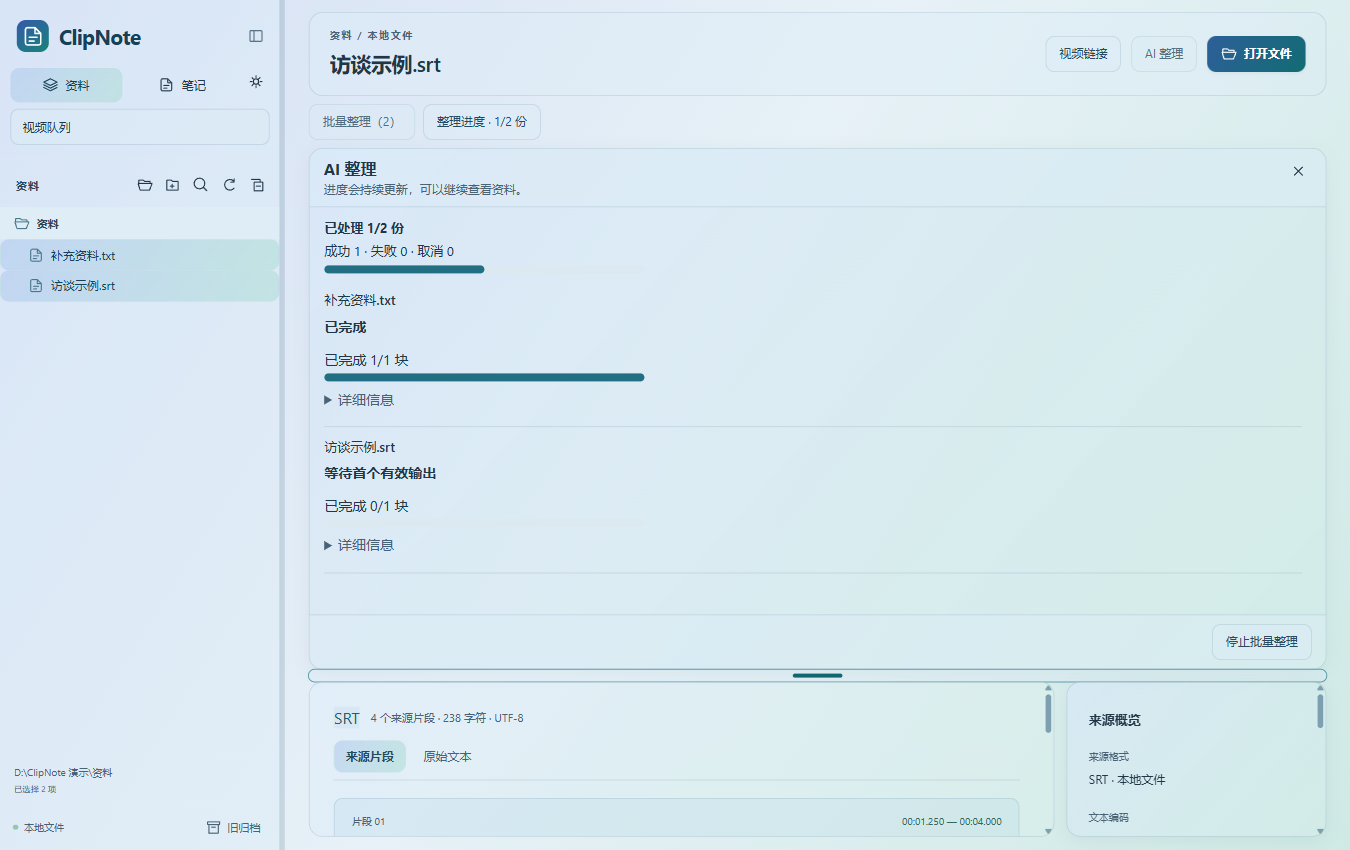 ClipNote
资料
笔记
视频队列
资料
资料
补充资料.txt
访谈示例.srt
D:\ClipNote 演示\资料
已选择 2 项
本地文件
旧归档
资料 / 本地文件
访谈示例.srt
视频链接
AI 整理
打开文件
批量整理（2）
整理进度 · 1/2 份
AI 整理
进度会持续更新，可以继续查看资料。
已处理 1/2 份
成功 1 · 失败 0 · 取消 0
补充资料.txt
已完成
已完成 1/1 块
详细信息
访谈示例.srt
等待首个有效输出
已完成 0/1 块
详细信息
停止批量整理
SRT 4 个来源片段 · 238 字符 · UTF-8
来源片段
原始文本
片段 01
00:01.250 — 00:04.000
来源概览
来源格式
SRT · 本地文件
文本编码